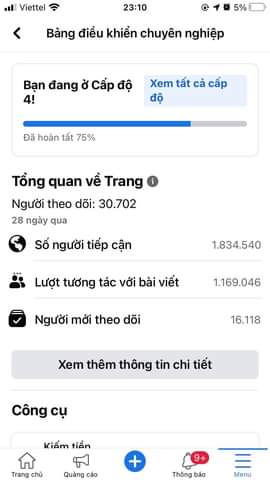 Viettel 23:10 5%
Bảng điều khiển chuyên nghiệp
Bạn đang ở Cấp độ 4!
Xem tất cả cấp độ
Đã hoàn tất 75%
Tổng quan về Trang
Người theo dõi: 30.702
28 ngày qua
Số người tiếp cận 1.834.540
Lượt tương tác với bài viết 1.169.046
Người mới theo dõi 16.118
Xem thêm thông tin chi tiết
Công cụ
Kiếm tiền
9+
Trang chủ Quảng cáo Thông báo Menu